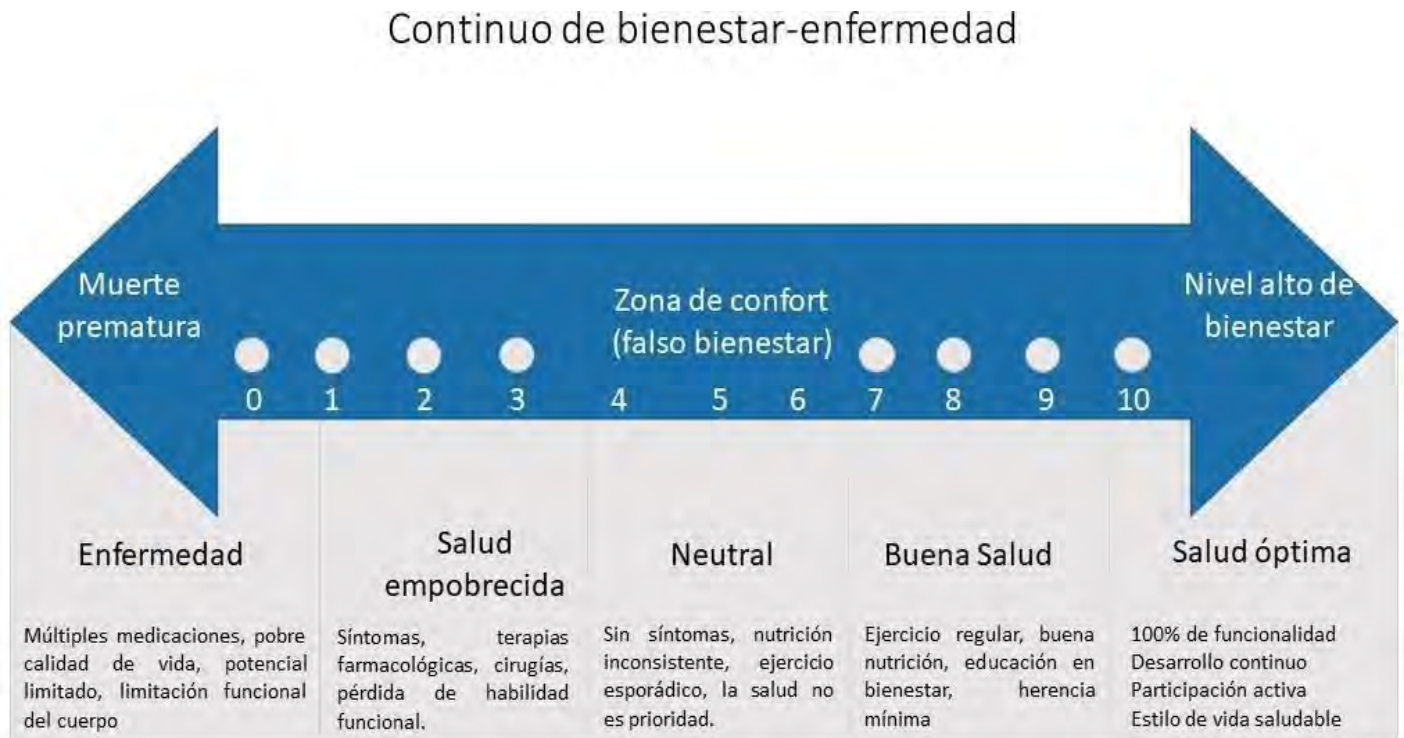 Continuo de bienestar-enfermedad
Muerte
prematura
Zona de confort
(falso bienestar)
Nivel alto de
bienestar
0 1 2 3 4 5 6 7 8 9 10
Enfermedad
Múltiples medicaciones, pobre
calidad de vida, potencial
limitado, limitación funcional
del cuerpo
Salud
empobrecida
Síntomas, terapias
farmacológicas, cirugías,
pérdida de habilidad
funcional.
Neutral
Sin síntomas, nutrición
inconsistente, ejercicio
esporádico, la salud no
es prioridad.
Buena Salud
Ejercicio regular, buena
nutrición, educación en
bienestar, herencia
mínima
Salud óptima
100% de funcionalidad
Desarrollo continuo
Participación activa
Estilo de vida saludable